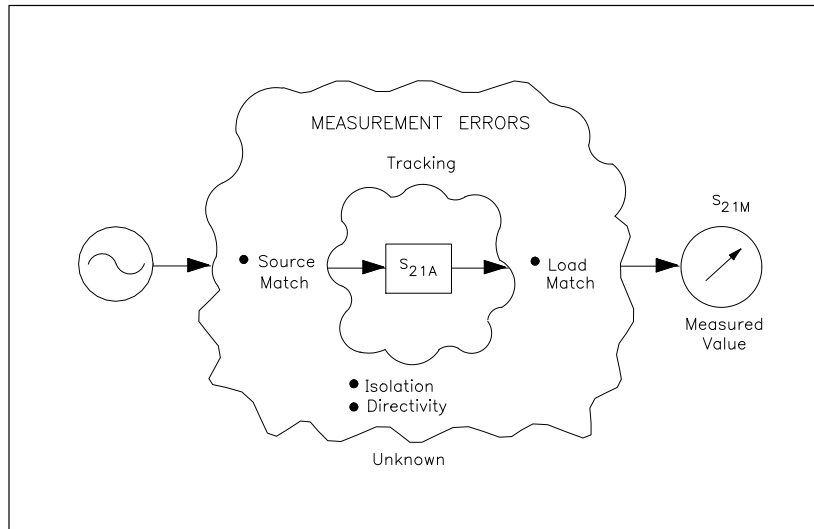 MEASUREMENT ERRORS
Tracking
S21M
Source
Match
S21A
Load
Match
Measured
Value
Isolation
Directivity
Unknown